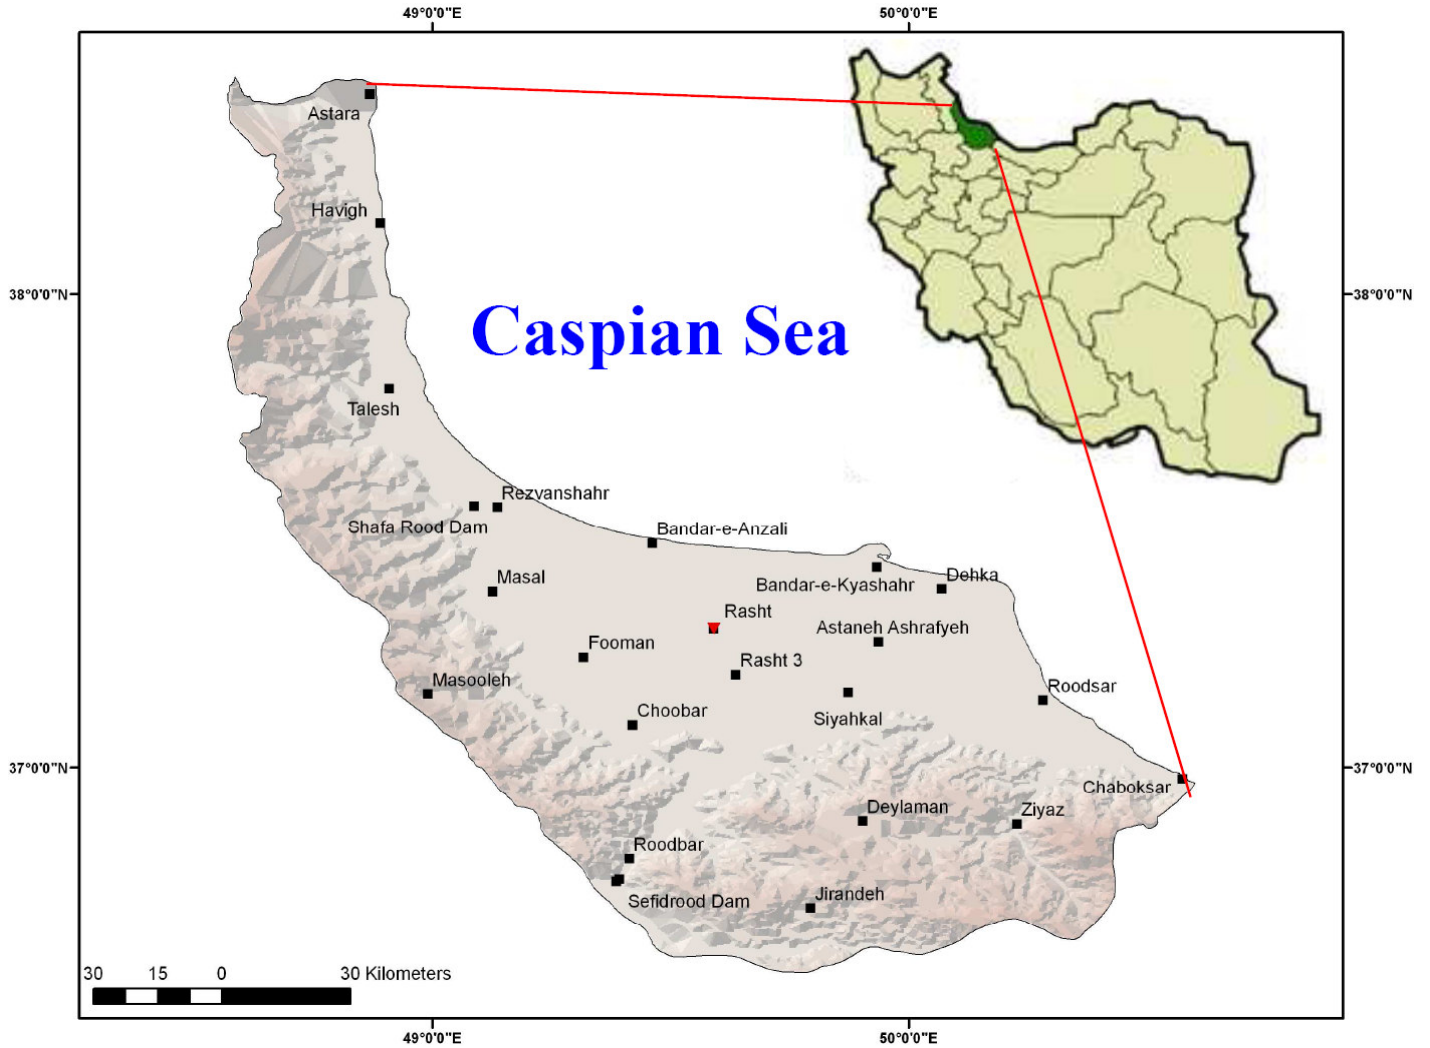 49°0'0"E 50°0'0"E
Astara
Havigh
38°0'0"N 38°0'0"N
Caspian Sea
Talesh
Rezvanshahr
Shafa Rood Dam
Bandar-e-Anzali
Masal
Dehka
Bandar-e-Kyashahr
Rasht
Astaneh Ashrafyeh
Fooman
Rasht 3
Masooleh
Roodsar
Choobar
Siyahkal
37°0'0"N 37°0'0"N
Chaboksar
Deylaman
Ziyaz
Roodbar
Jirandeh
Sefidrood Dam
30 15 0 30 Kilometers
49°0'0"E 50°0'0"E